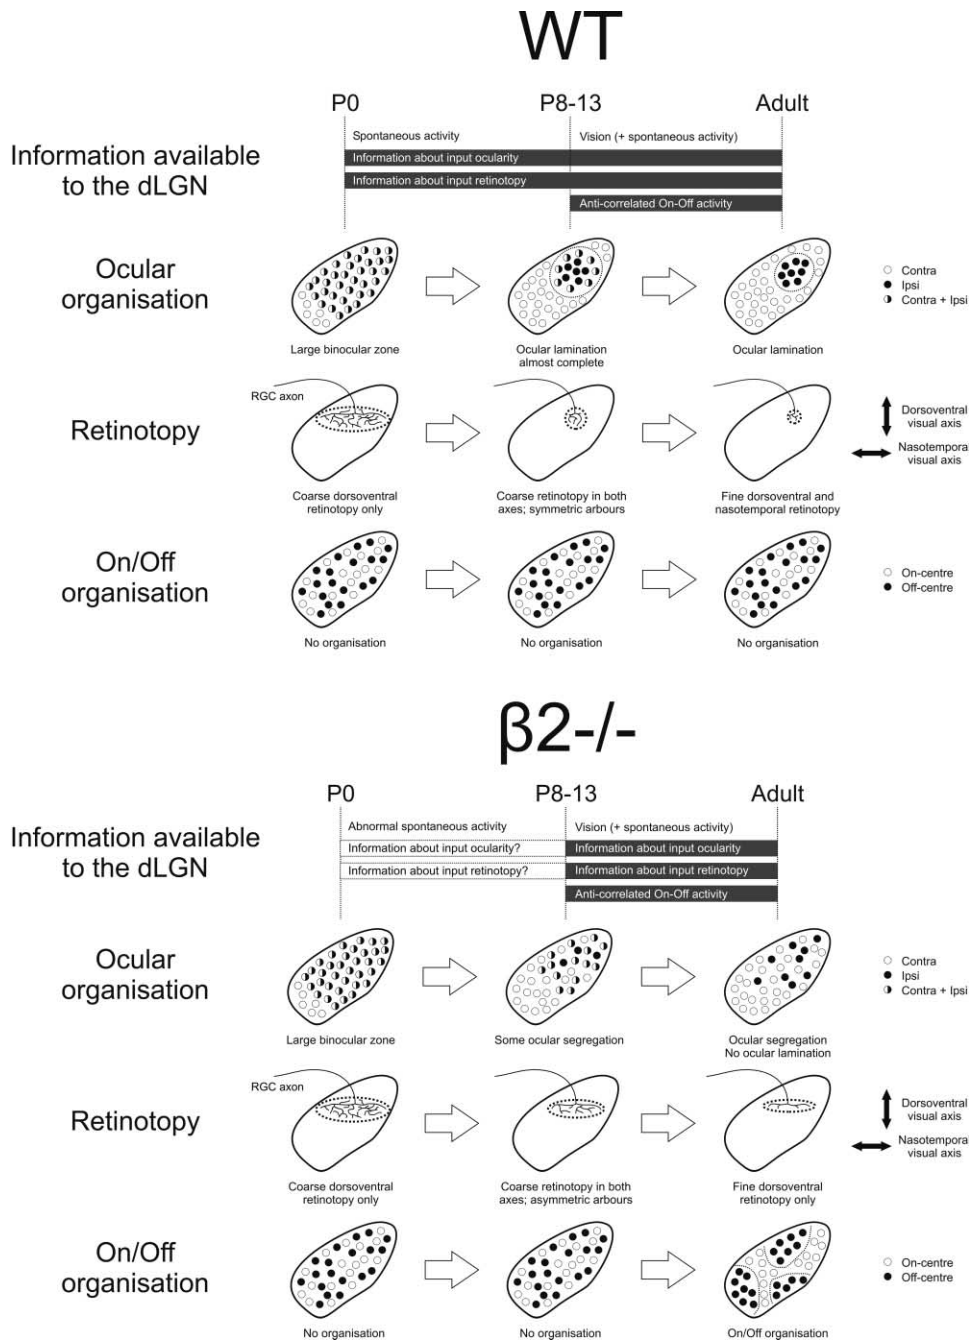 WT
P0
P8-13
Adult
Information available
to the dLGN
Spontaneous activity
Vision (+ spontaneous activity)
Information about input ocularity
Information about input retinotopy
Anti-correlated On-Off activity
Ocular
organisation
Large binocular zone
Ocular lamination
almost complete
Ocular lamination
Contra
Ipsi
Contra + Ipsi
Retinotopy
RGC axon
Coarse dorsoventral
retinotopy only
Coarse retinotopy in both
axes; symmetric arbours
Fine dorsoventral and
nasotemporal retinotopy
Dorsoventral
visual axis
Nasotemporal
visual axis
On/Off
organisation
No organisation
No organisation
No organisation
On-centre
Off-centre
β2-/-
P0
P8-13
Adult
Information available
to the dLGN
Abnormal spontaneous activity
Vision (+ spontaneous activity)
Information about input ocularity?
Information about input ocularity
Information about input retinotopy?
Information about input retinotopy
Anti-correlated On-Off activity
Ocular
organisation
Large binocular zone
Some ocular segregation
Ocular segregation
No ocular lamination
Contra
Ipsi
Contra + Ipsi
Retinotopy
RGC axon
Coarse dorsoventral
retinotopy only
Coarse retinotopy in both
axes; asymmetric arbours
Fine dorsoventral
retinotopy only
Dorsoventral
visual axis
Nasotemporal
visual axis
On/Off
organisation
No organisation
No organisation
On/Off organisation
On-centre
Off-centre